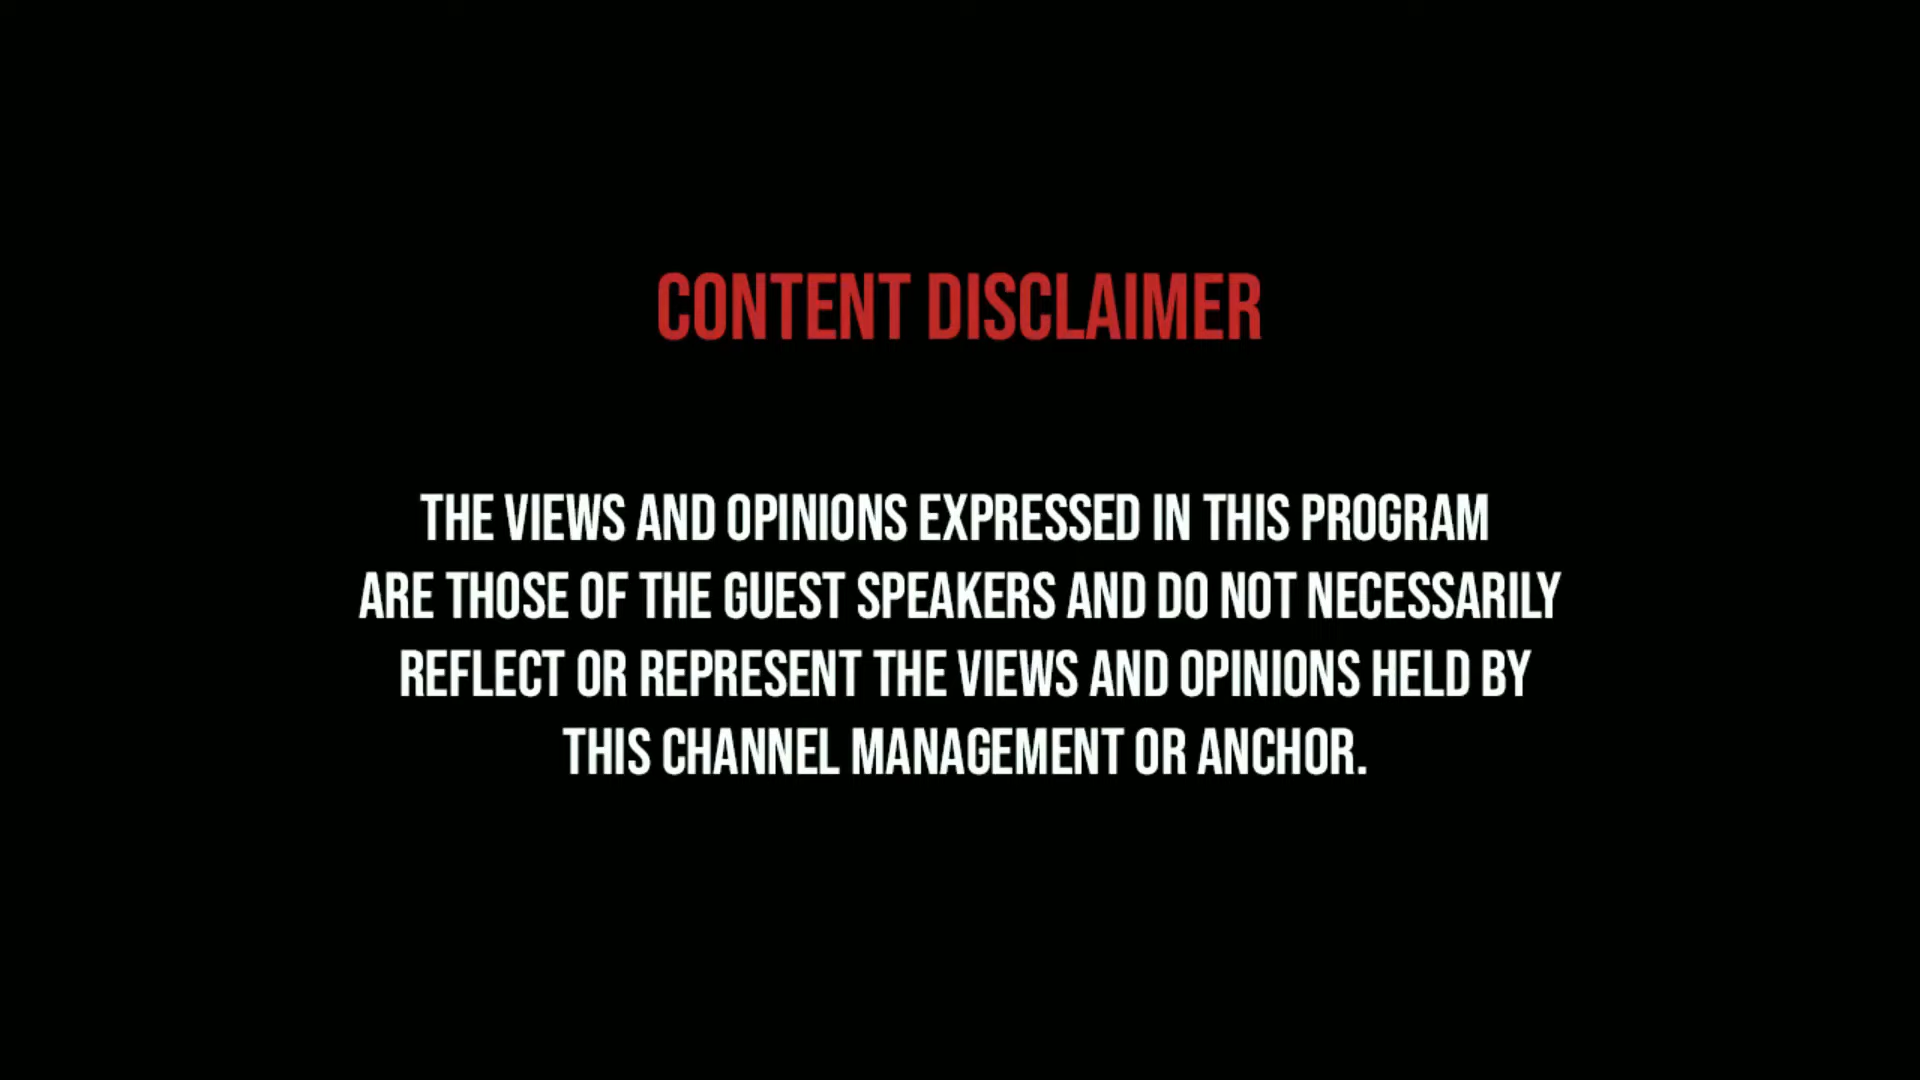 CONTENT DISCLAIMER
THE VIEWS AND OPINIONS EXPRESSED IN THIS PROGRAM
ARE THOSE OF THE GUEST SPEAKERS AND DO NOT NECESSARILY
REFLECT OR REPRESENT THE VIEWS AND OPINIONS HELD BY
THIS CHANNEL MANAGEMENT OR ANCHOR.